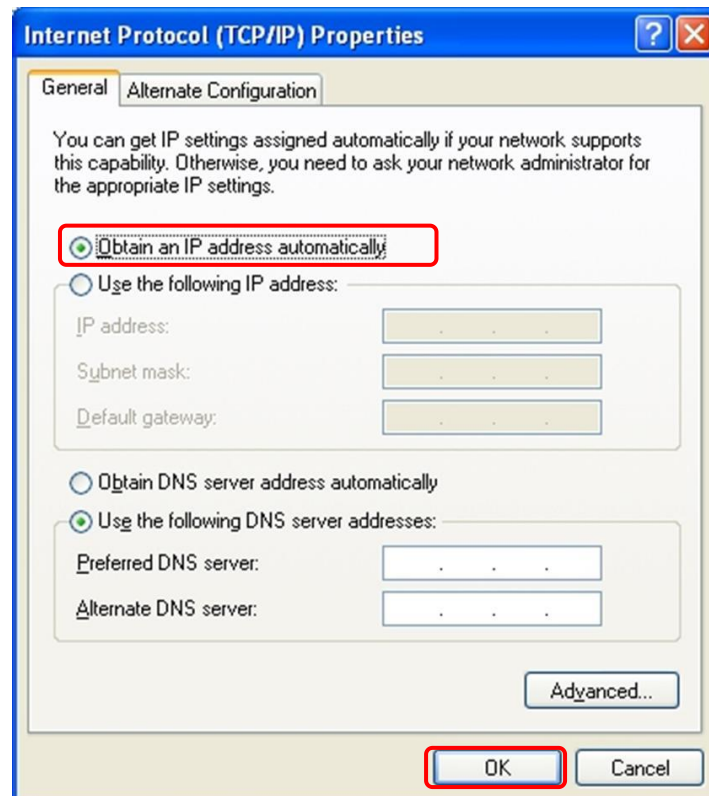 Internet Protocol (TCP/IP) Properties
General
Alternate Configuration
You can get IP settings assigned automatically if your network supports
this capability. Otherwise, you need to ask your network administrator for
the appropriate IP settings.
Obtain an IP address automatically
Use the following IP address:
IP address:
Subnet mask:
Default gateway:
Obtain DNS server address automatically
Use the following DNS server addresses:
Preferred DNS server:
Alternate DNS server:
Advanced...
OK
Cancel